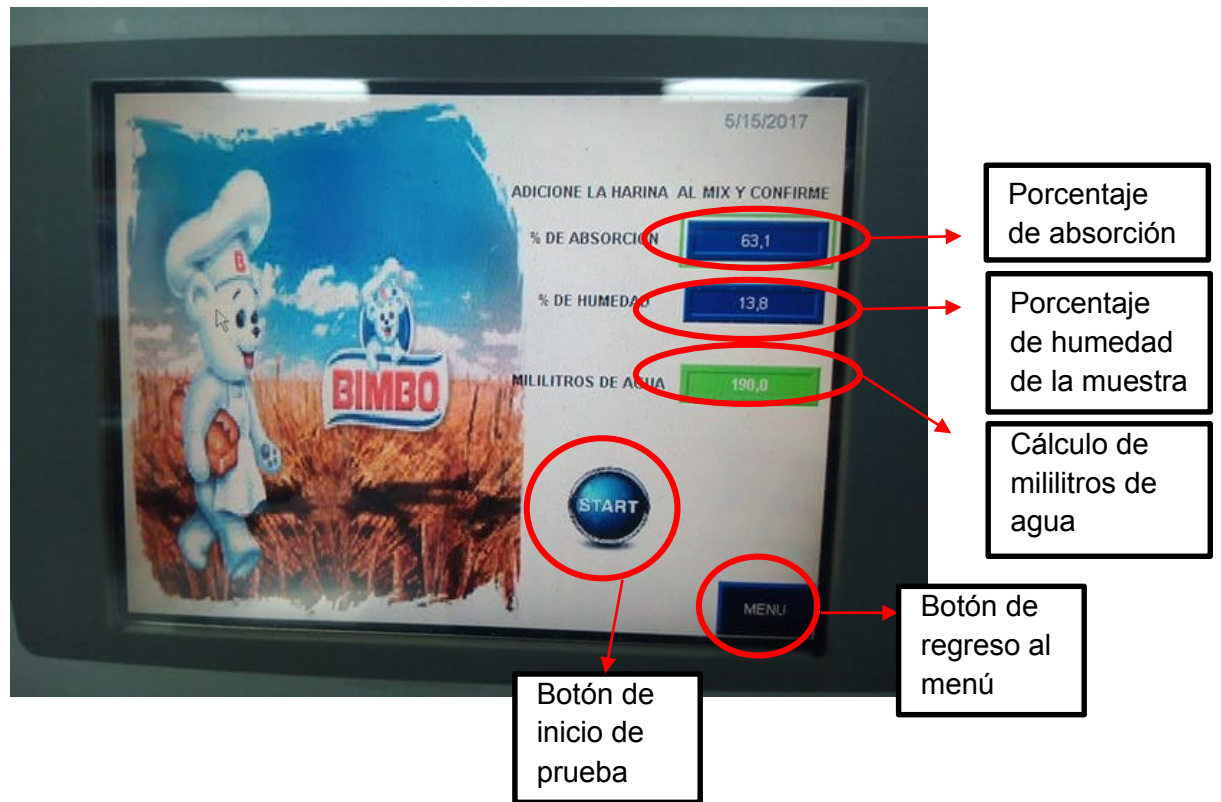 5/15/2017
ADICIONE LA HARINA AL MIX Y CONFIRME
% DE ABSORCIÓN 63,1
% DE HUMEDAD 13,8
MILILITROS DE AGUA 190,0
B
BIMBO
START
MENU
Porcentaje
de absorción
Porcentaje
de humedad
de la muestra
Cálculo de
mililitros de
agua
Botón de
regreso al
menú
Botón de
inicio de
prueba